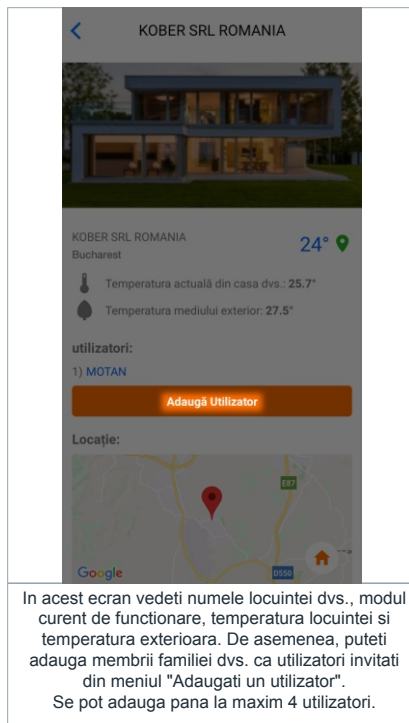 KOBER SRL ROMANIA
KOBER SRL ROMANIA
24°
Bucharest
Temperatura actuală din casa dvs.: 25.7°
Temperatura mediului exterior: 27.5°
utilizatori:
1) MOTAN
Adaugă Utilizator
Locație:
E87
Google
D550
In acest ecran vedeti numele locuintei dvs., modul
curent de functionare, temperatura locuintei si
temperatura exterioara. De asemenea, puteti
adauga membrii familiei dvs. ca utilizatori invitati
din meniul "Adaugati un utilizator".
Se pot adauga pana la maxim 4 utilizatori.